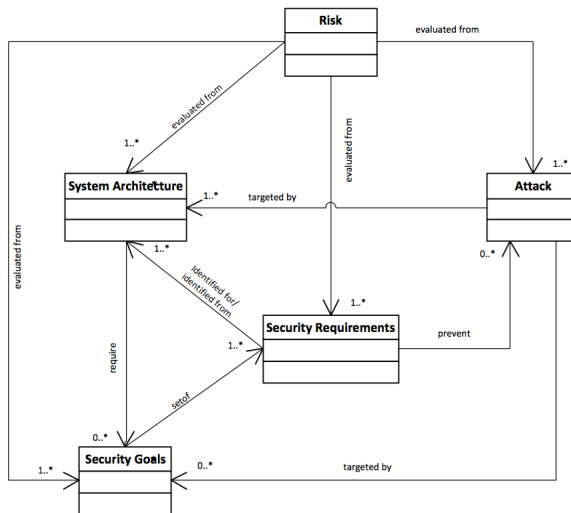 Risk
evaluated from
evaluated from
1..*
1..*
System Architecture
1..*
Attack
targeted by
evaluated from
evaluated from
1..*
0..*
Identified for/
identified from
1..*
Security Requirements
1..*
prevent
require
setof
0..*
Security Goals
0..*
1..*
targeted by